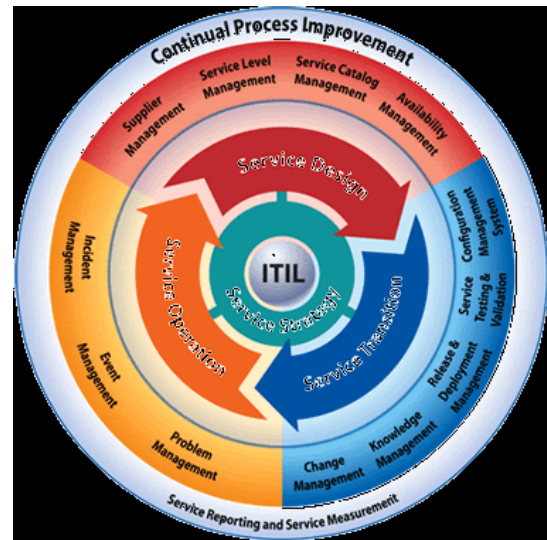 Continual Process Improvement
Supplier
Management
Service Level
Management
Service Catalog
Management
Availability
Management
Configuration
Management
System
Service
Testing &
Validation
Release &
Deployment
Management
Knowledge
Management
Change
Management
Problem
Management
Event
Management
Incident
Management
Service Design
Service Transition
Service Operation
Service Strategy
ITIL
Service Reporting and Service Measurement